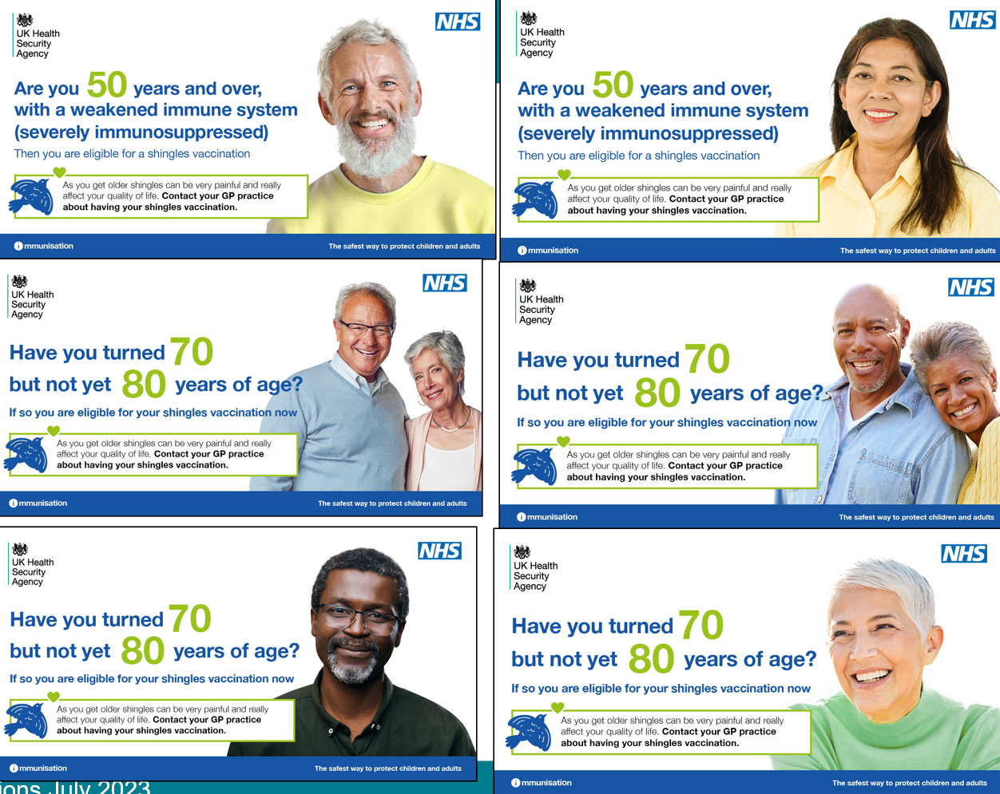 UK Health
Security
Agency
NHS
Are you 50 years and over,
with a weakened immune system
(severely immunosuppressed)
Then you are eligible for a shingles vaccination
As you get older shingles can be very painful and really
affect your quality of life. Contact your GP practice
about having your shingles vaccination.
immunisation
The safest way to protect children and adults
UK Health
Security
Agency
NHS
Are you 50 years and over,
with a weakened immune system
(severely immunosuppressed)
Then you are eligible for a shingles vaccination
As you get older shingles can be very painful and really
affect your quality of life. Contact your GP practice
about having your shingles vaccination.
immunisation
The safest way to protect children and adults
UK Health
Security
Agency
NHS
Have you turned 70
but not yet 80 years of age?
If so you are eligible for your shingles vaccination now
As you get older shingles can be very painful and really
affect your quality of life. Contact your GP practice
about having your shingles vaccination.
immunisation
The safest way to protect children and adults
UK Health
Security
Agency
NHS
Have you turned 70
but not yet 80 years of age?
If so you are eligible for your shingles vaccination now
As you get older shingles can be very painful and really
affect your quality of life. Contact your GP practice
about having your shingles vaccination.
immunisation
The safest way to protect children and adults
UK Health
Security
Agency
NHS
Have you turned 70
but not yet 80 years of age?
If so you are eligible for your shingles vaccination now
As you get older shingles can be very painful and really
affect your quality of life. Contact your GP practice
about having your shingles vaccination.
immunisation
The safest way to protect children and adults
UK Health
Security
Agency
NHS
Have you turned 70
but not yet 80 years of age?
If so you are eligible for your shingles vaccination now
As you get older shingles can be very painful and really
affect your quality of life. Contact your GP practice
about having your shingles vaccination.
immunisation
The safest way to protect children and adults
July 2023